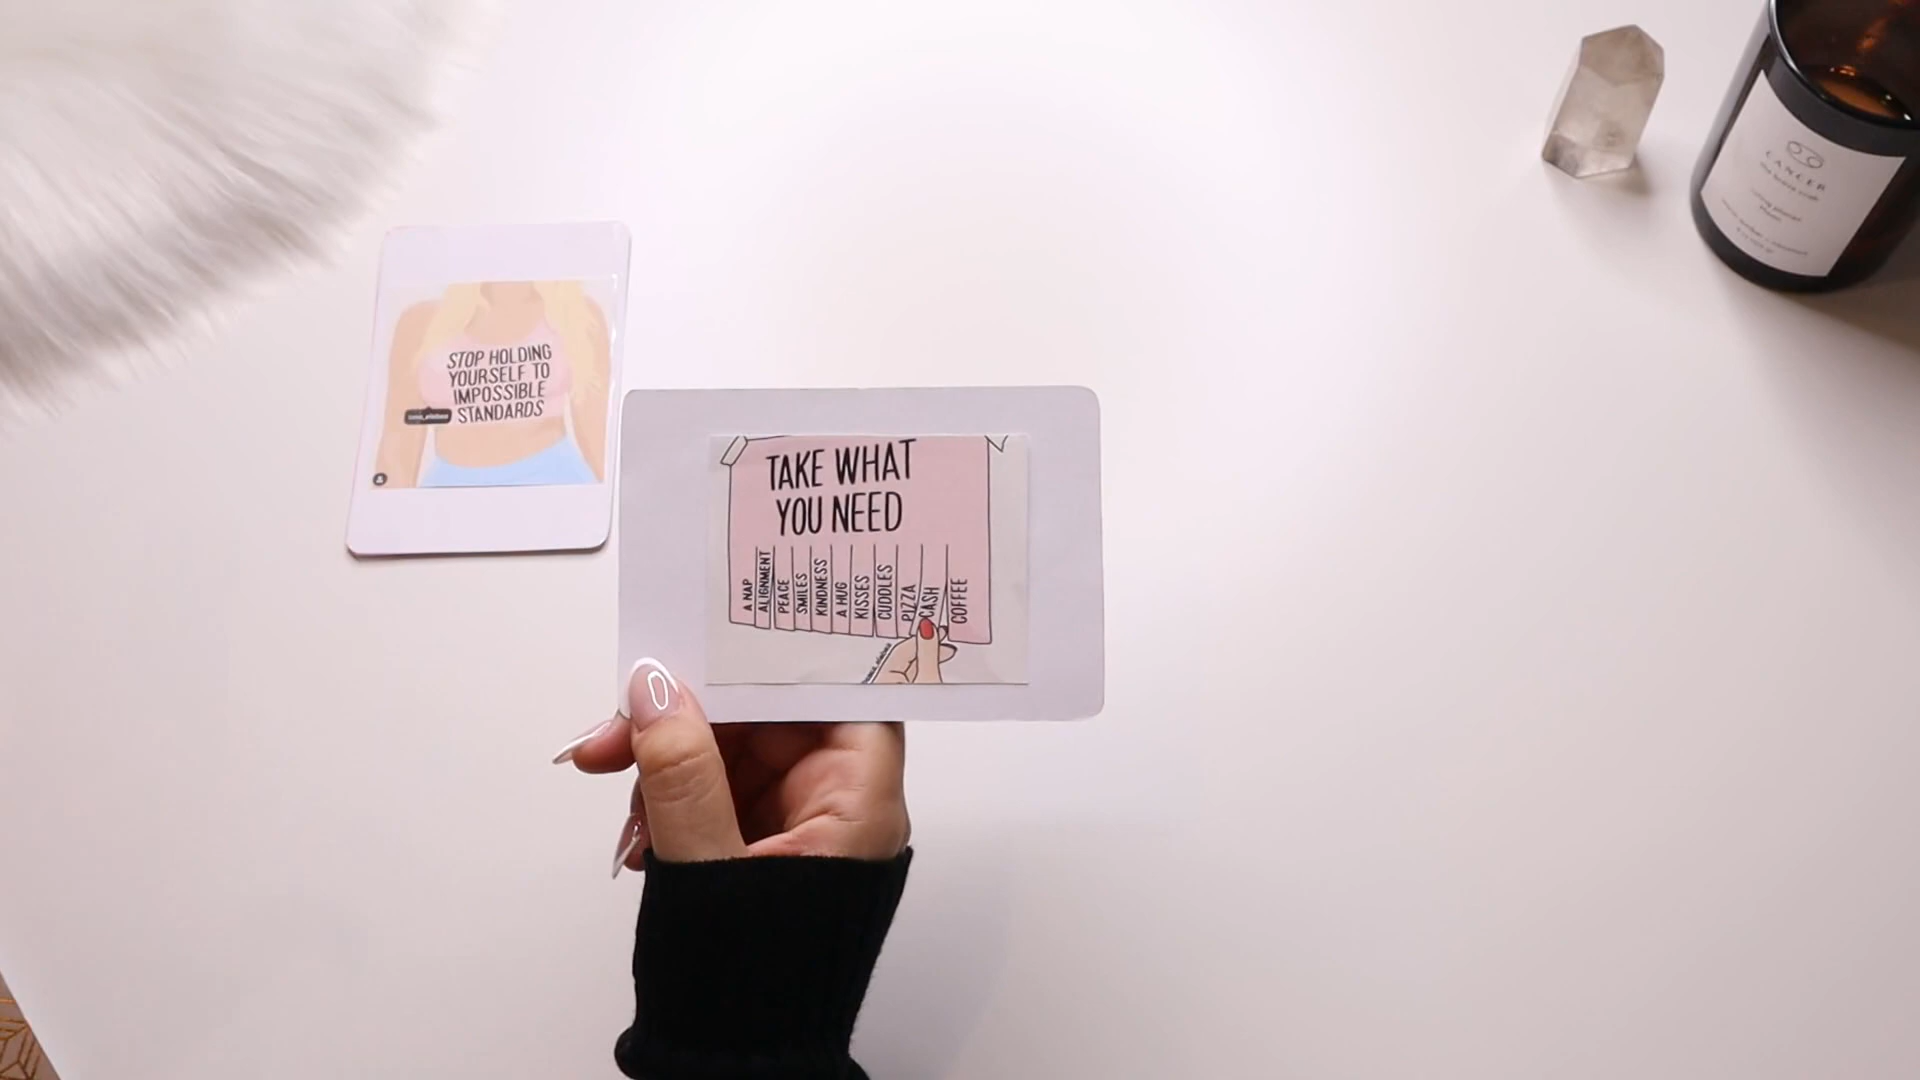 STOP HOLDING
YOURSELF TO
IMPOSSIBLE
STANDARDS
TAKE WHAT
YOU NEED
A NAP
ALIGNMENT
PEACE
SMILES
KINDNESS
A HUG
KISSES
CUDDLES
PIZZA
CASH
COFFEE
CANCER